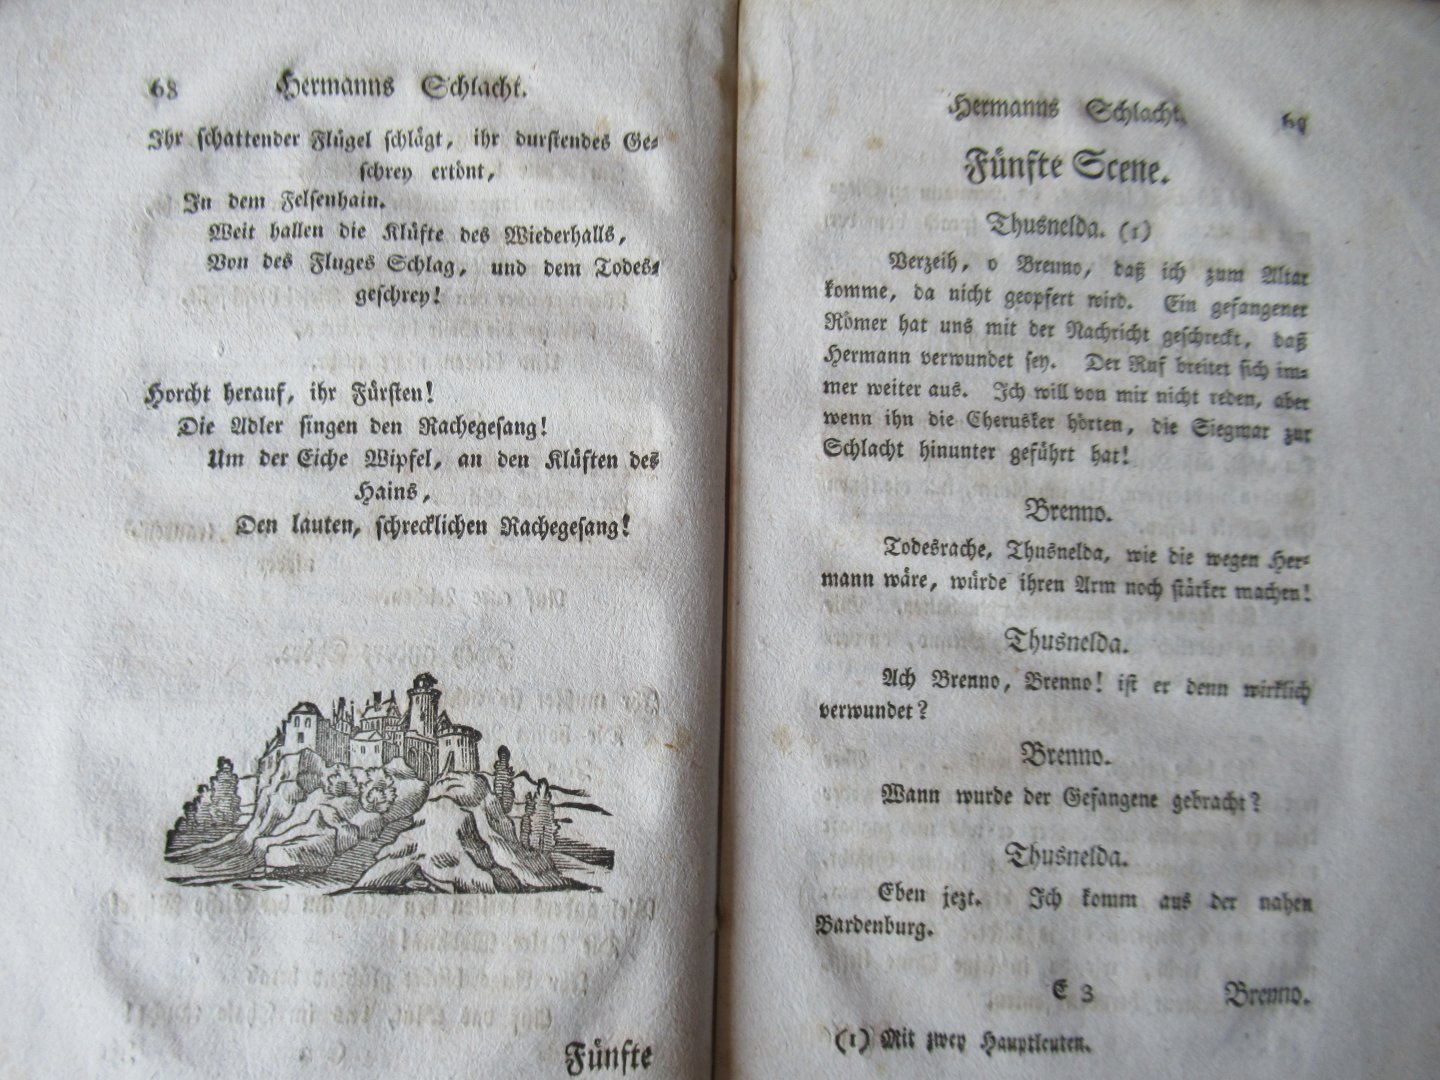 68 Hermanns Schlacht.
Ihr schattender Flügel schlägt, ihr durstendes Ge-
schrey ertönt,
In dem Felsenhain.
Weit hallen die Klüfte des Wiederhalls,
Von des Fluges Schlag, und dem Todes-
geschrey!
Horcht herauf, ihr Fürsten!
Die Adler singen den Rachegesang!
Um der Eiche Wipfel, an den Klüften des
Hains,
Den lauten, schrecklichen Rachegesang!
Fünfte
Hermanns Schlacht. 69
Fünfte Scene.
Thusnelda. (1)
Verzeih, o Brenno, daß ich zum Altar
komme, da nicht geopfert wird. Ein gefangener
Römer hat uns mit der Nachricht geschreckt, daß
Hermann verwundet sey. Der Ruf breitet sich im-
mer weiter aus. Ich will von mir nicht reden, aber
wenn ihn die Cherusker hörten, die Siegmar zur
Schlacht hinunter geführt hat!
Brenno.
Todesrache, Thusnelda, wie die wegen Her-
mann wäre, würde ihren Arm noch stärker machen!
Thusnelda.
Ach Brenno, Brenno! ist er denn wirklich
verwundet?
Brenno.
Wann wurde der Gefangene gebracht?
Thusnelda.
Eben jezt. Ich komm aus der nahen
Bardenburg.
E 3 Brenno.
(1) Mit zwey Hauptleuten.